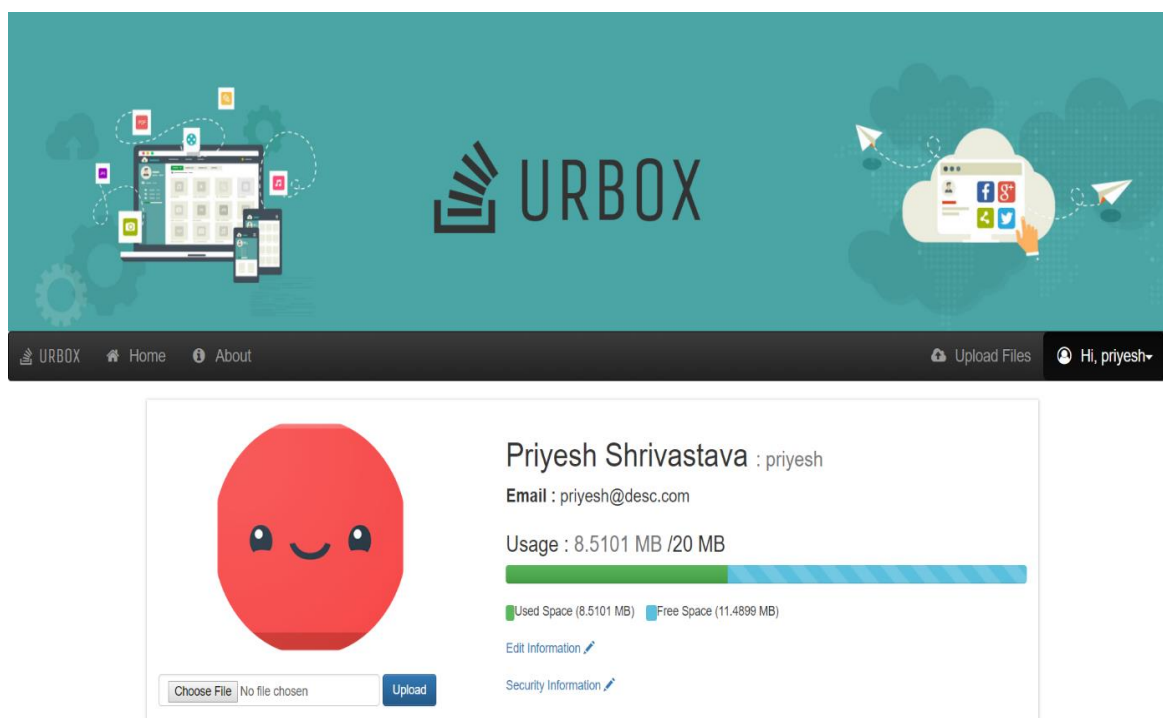 URBOX
URBOX Home About Upload Files Hi, priyesh
Priyesh Shrivastava : priyesh
Email : priyesh@desc.com
Usage : 8.5101 MB /20 MB
Used Space (8.5101 MB) Free Space (11.4899 MB)
Edit Information
Security Information
Choose File No file chosen Upload